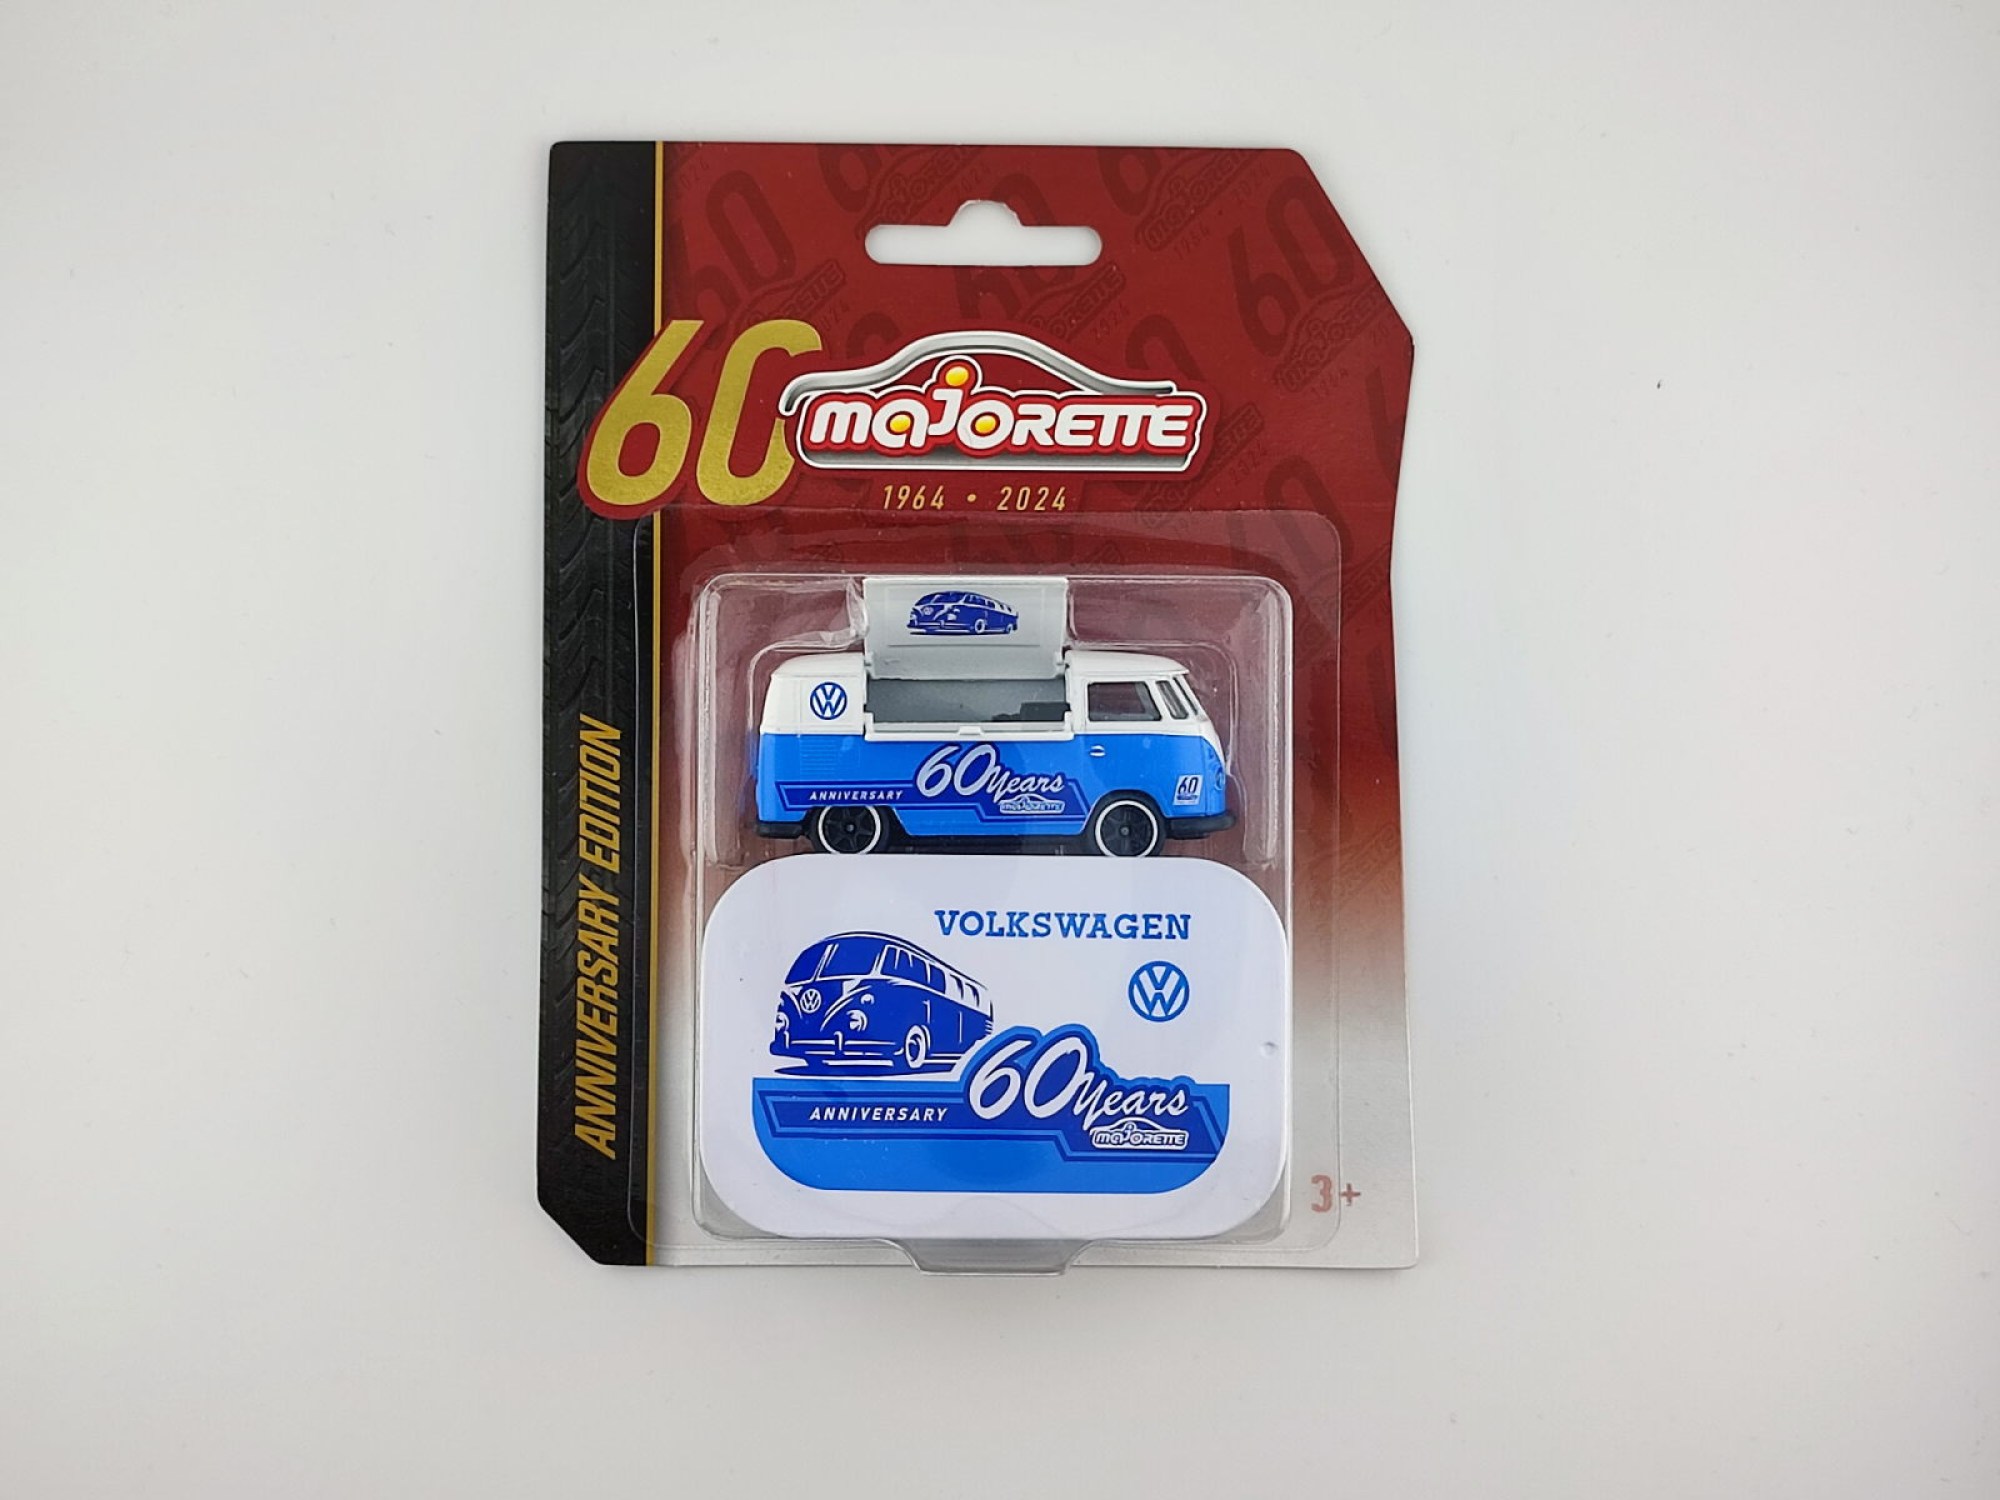 60 MAJORETTE
1964 • 2024
ANNIVERSARY EDITION
ANNIVERSARY 60 Years
MAJORETTE
60
VOLKSWAGEN
ANNIVERSARY 60 Years
MAJORETTE
3+